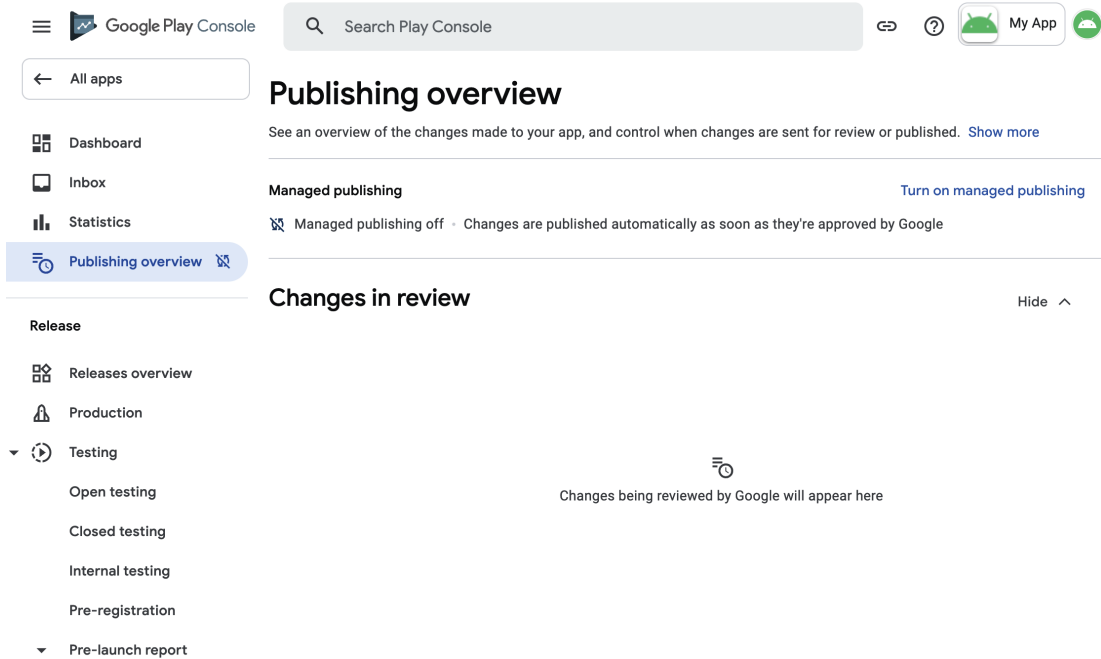 Google Play Console
Search Play Console
My App
All apps
Dashboard
Inbox
Statistics
Publishing overview
Release
Releases overview
Production
Testing
Open testing
Closed testing
Internal testing
Pre-registration
Pre-launch report
Publishing overview
See an overview of the changes made to your app, and control when changes are sent for review or published. Show more
Managed publishing
Turn on managed publishing
Managed publishing off • Changes are published automatically as soon as they're approved by Google
Changes in review
Hide
Changes being reviewed by Google will appear here